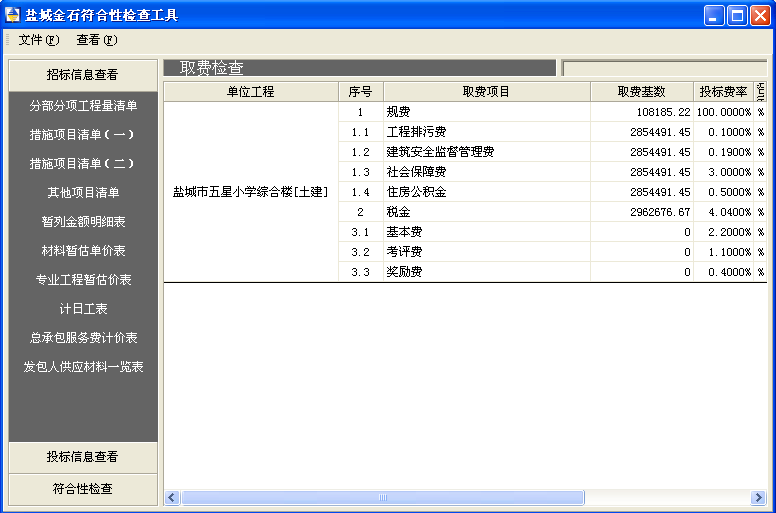 盐城金石符合性检查工具
文件(F) 查看(P)
招标信息查看
分部分项工程量清单
措施项目清单(一)
措施项目清单(二)
其他项目清单
暂列金额明细表
材料暂估单价表
专业工程暂估价表
计日工表
总承包服务费计价表
发包人供应材料一览表
投标信息查看
符合性检查
取费检查
单位工程 序号 取费项目 取费基数 投标费率
盐城市五星小学综合楼[土建]
1 规费 108185.22 100.0000% %
1.1 工程排污费 2854491.45 0.1000% %
1.2 建筑安全监督管理费 2854491.45 0.1900% %
1.3 社会保障费 2854491.45 3.0000% %
1.4 住房公积金 2854491.45 0.5000% %
2 税金 2962676.67 4.0400% %
3.1 基本费 0 2.2000% %
3.2 考评费 0 1.1000% %
3.3 奖励费 0 0.4000% %